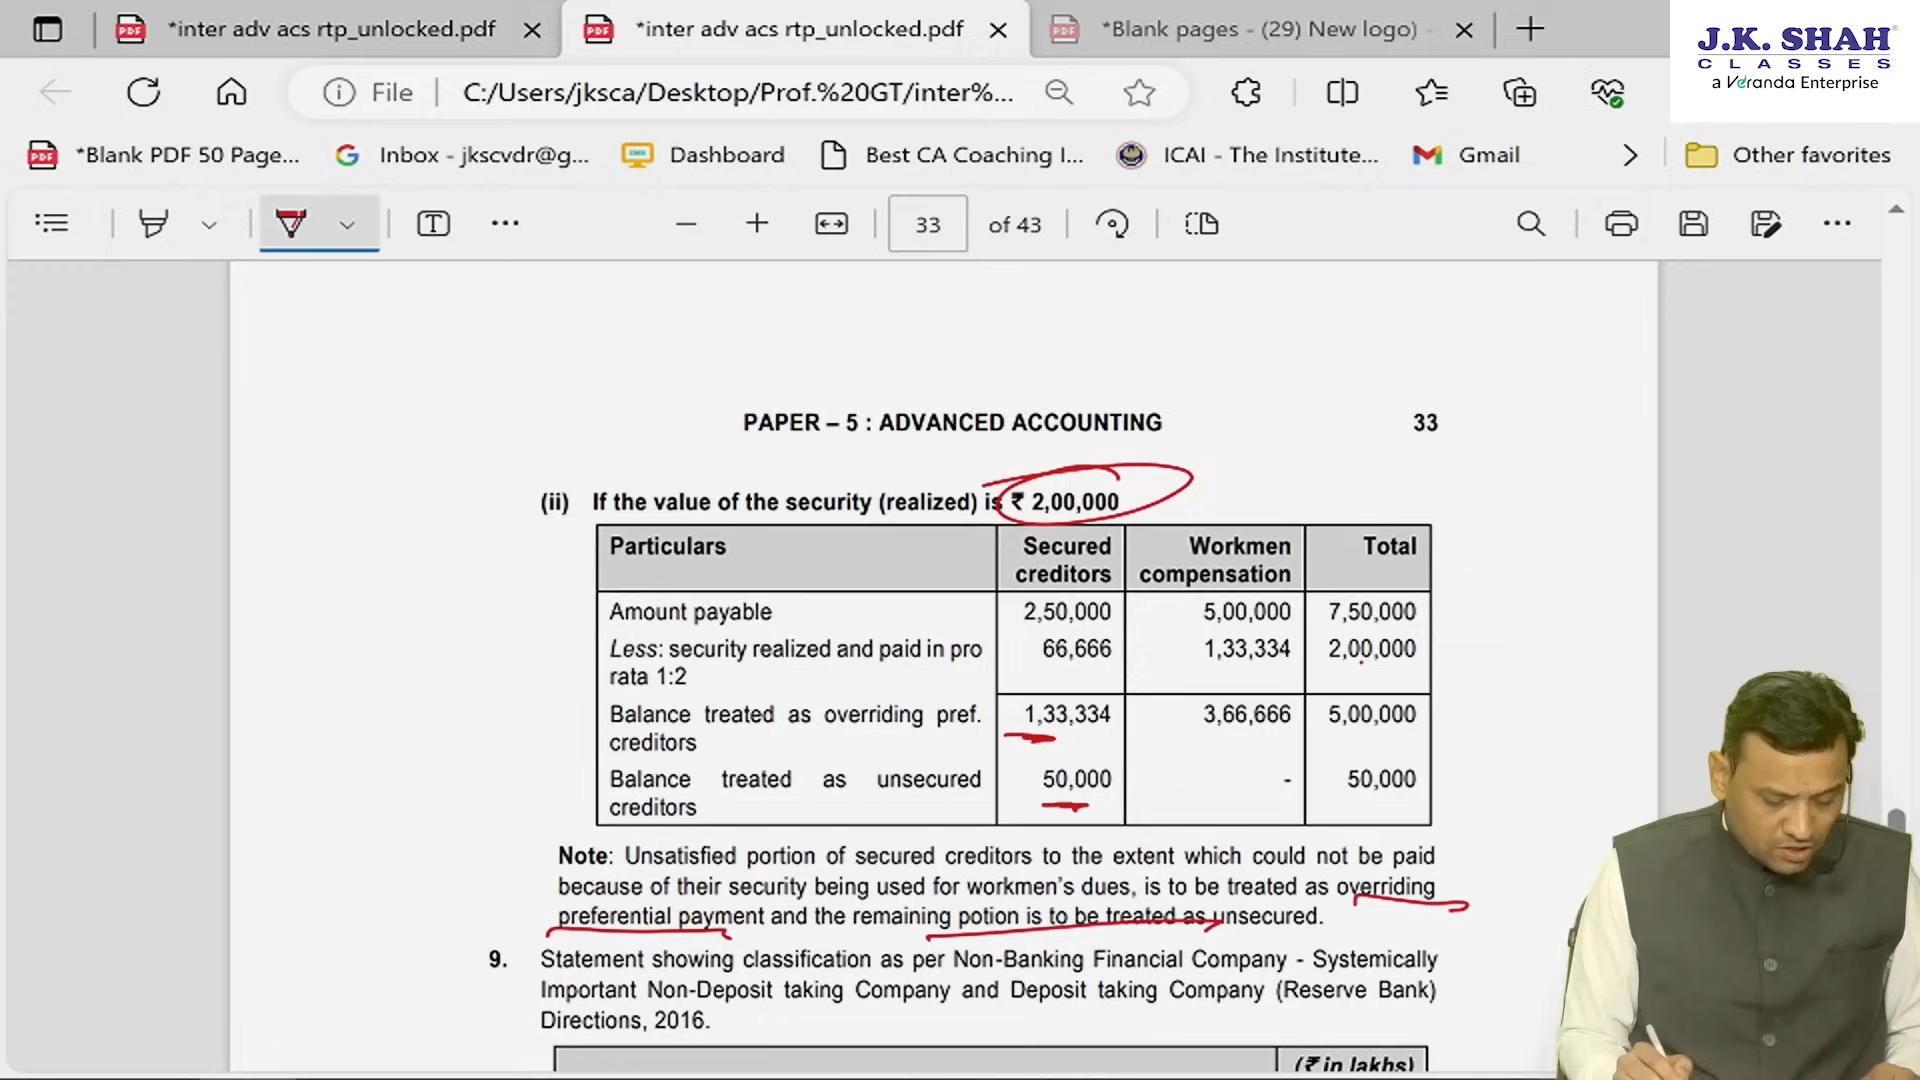 *inter adv acs rtp_unlocked.pdf
*inter adv acs rtp_unlocked.pdf
*Blank pages - (29) New logo)
J.K. SHAH
CLASSES
a Veranda Enterprise
File
C:/Users/jksca/Desktop/Prof.%20GT/inter%...
*Blank PDF 50 Page...
Inbox - jkscvdr@g...
Dashboard
Best CA Coaching I...
ICAI - The Institute...
Gmail
Other favorites
33 of 43
PAPER – 5 : ADVANCED ACCOUNTING 33
(ii) If the value of the security (realized) is ₹ 2,00,000
Particulars Secured creditors Workmen compensation Total
Amount payable 2,50,000 5,00,000 7,50,000
Less: security realized and paid in pro rata 1:2 66,666 1,33,334 2,00,000
Balance treated as overriding pref. creditors 1,33,334 3,66,666 5,00,000
Balance treated as unsecured creditors 50,000 - 50,000
Note: Unsatisfied portion of secured creditors to the extent which could not be paid
because of their security being used for workmen's dues, is to be treated as overriding
preferential payment and the remaining potion is to be treated as unsecured.
9. Statement showing classification as per Non-Banking Financial Company - Systemically
Important Non-Deposit taking Company and Deposit taking Company (Reserve Bank)
Directions, 2016.
(₹ in lakhs)